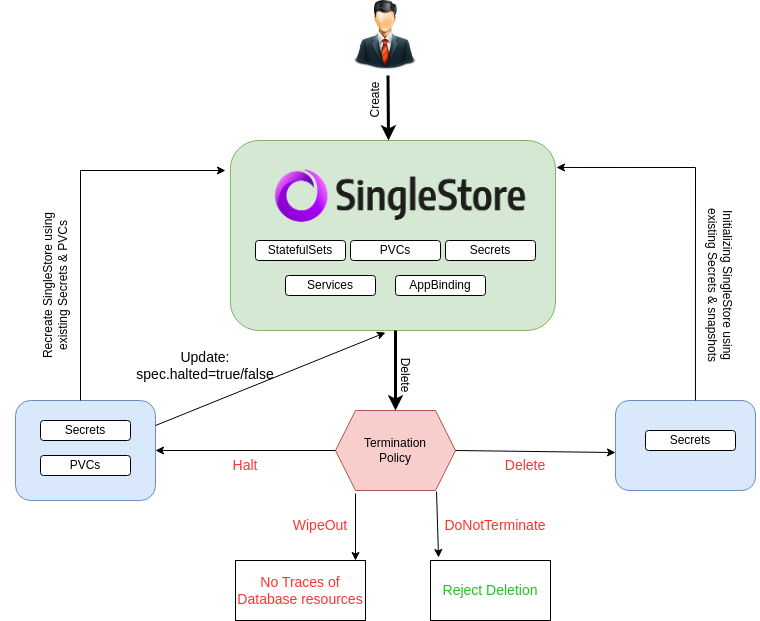 Create
SingleStore
StatefulSets
PVCs
Secrets
Services
AppBinding
Recreate SingleStore using
existing Secrets & PVCs
Initializing SingleStore using
existing Secrets & snapshots
Update:
spec.halted=true/false
Delete
Secrets
PVCs
Termination
Policy
Secrets
Halt
Delete
WipeOut
DoNotTerminate
No Traces of
Database resources
Reject Deletion